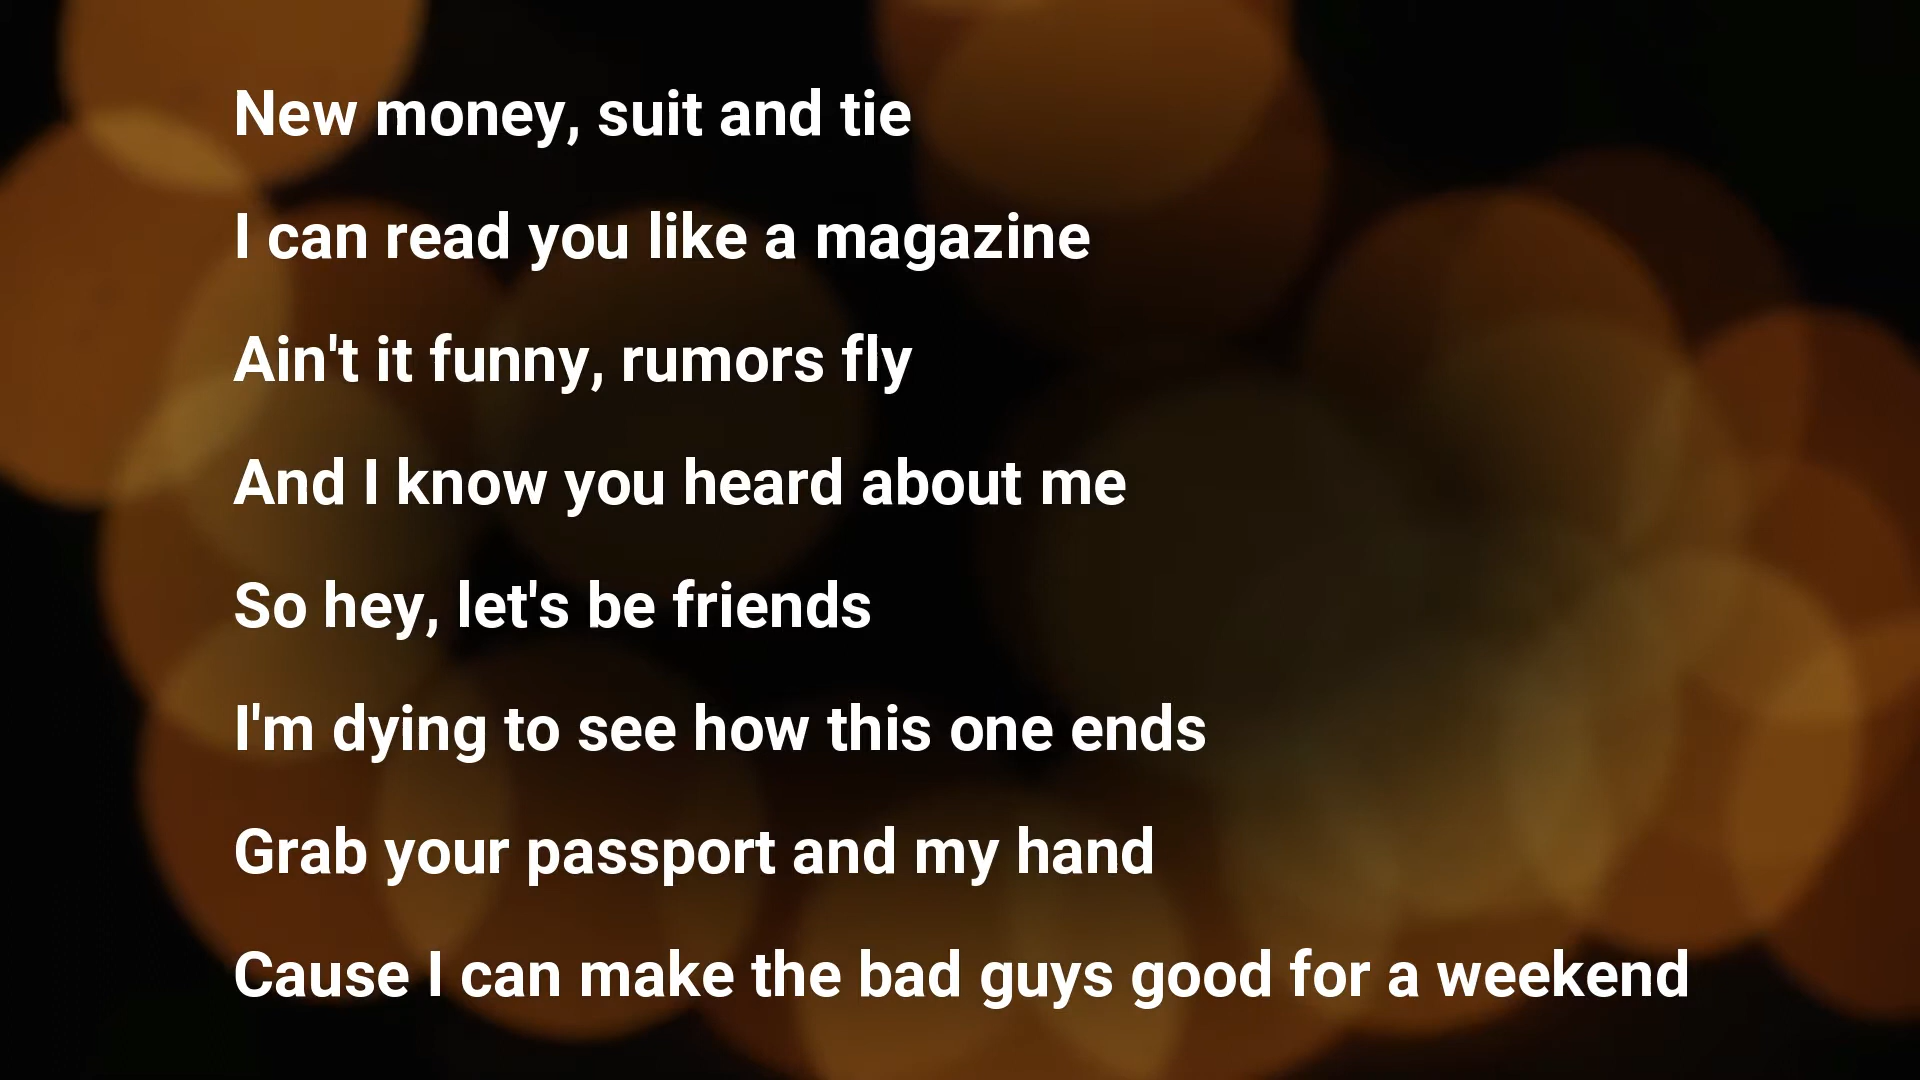 New money, suit and tie
I can read you like a magazine
Ain't it funny, rumors fly
And I know you heard about me
So hey, let's be friends
I'm dying to see how this one ends
Grab your passport and my hand
Cause I can make the bad guys good for a weekend